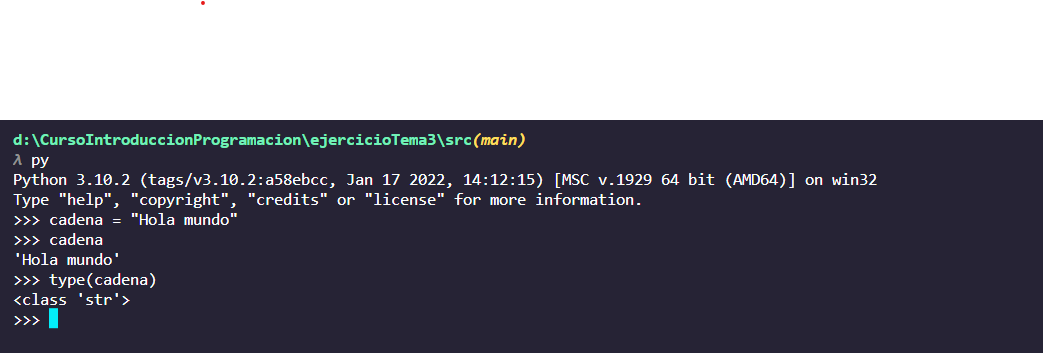 d:\CursoIntroduccionProgramacion\ejercicioTema3\src(main)
λ py
Python 3.10.2 (tags/v3.10.2:a58ebcc, Jan 17 2022, 14:12:15) [MSC v.1929 64 bit (AMD64)] on win32
Type "help", "copyright", "credits" or "license" for more information.
>>> cadena = "Hola mundo"
>>> cadena
'Hola mundo'
>>> type(cadena)
<class 'str'>
>>>